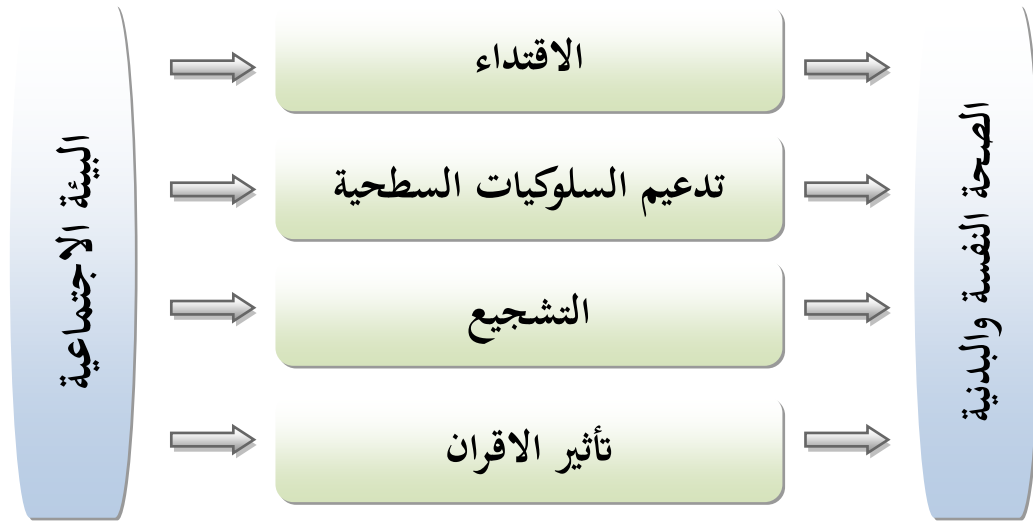 البيئة الاجتماعية
الاقتداء
تدعيم السلوكيات السطحية
التشجيع
تأثير الاقران
الصحة النفسة والبدنية